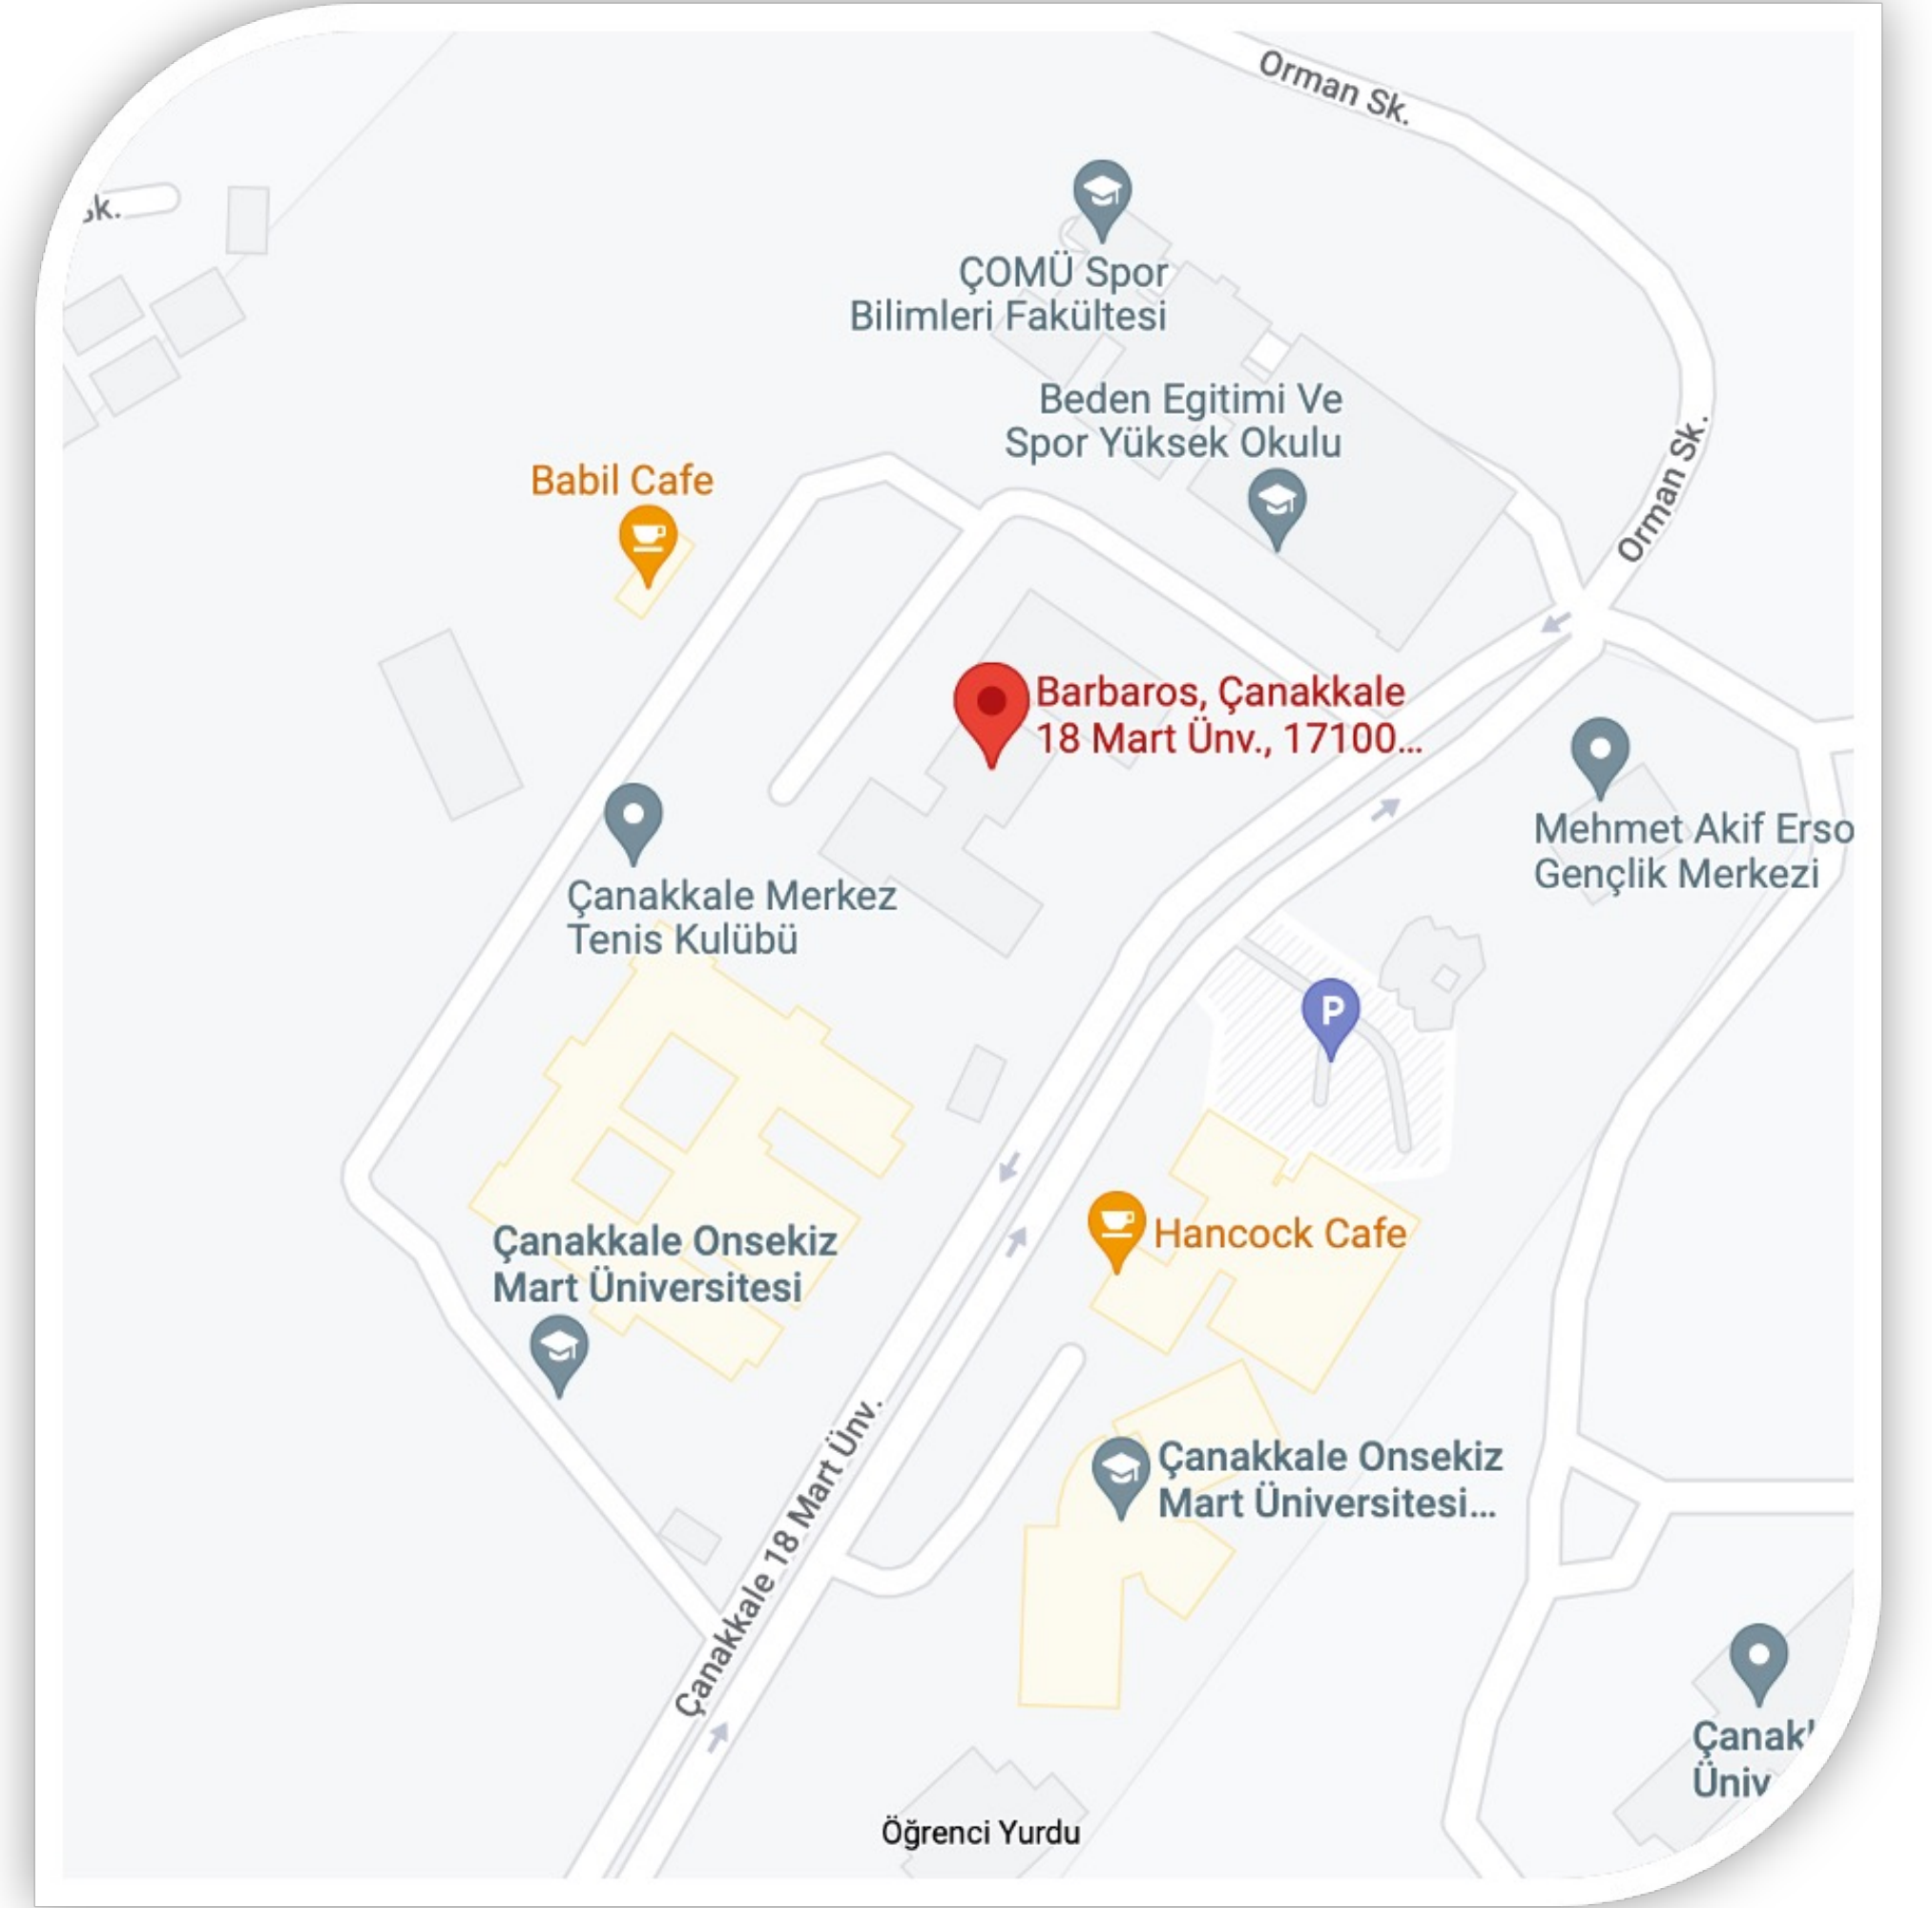 Orman Sk.
Sk.
ÇOMÜ Spor
Bilimleri Fakültesi
Beden Egitimi Ve
Spor Yüksek Okulu
Babil Cafe
Orman Sk.
Barbaros, Çanakkale
18 Mart Ünv., 17100...
Mehmet Akif Erso
Gençlik Merkezi
Çanakkale Merkez
Tenis Kulübü
P
Hancock Cafe
Çanakkale Onsekiz
Mart Üniversitesi
Çanakkale 18 Mart Ünv.
Çanakkale Onsekiz
Mart Üniversitesi...
Üniv
Öğrenci Yurdu